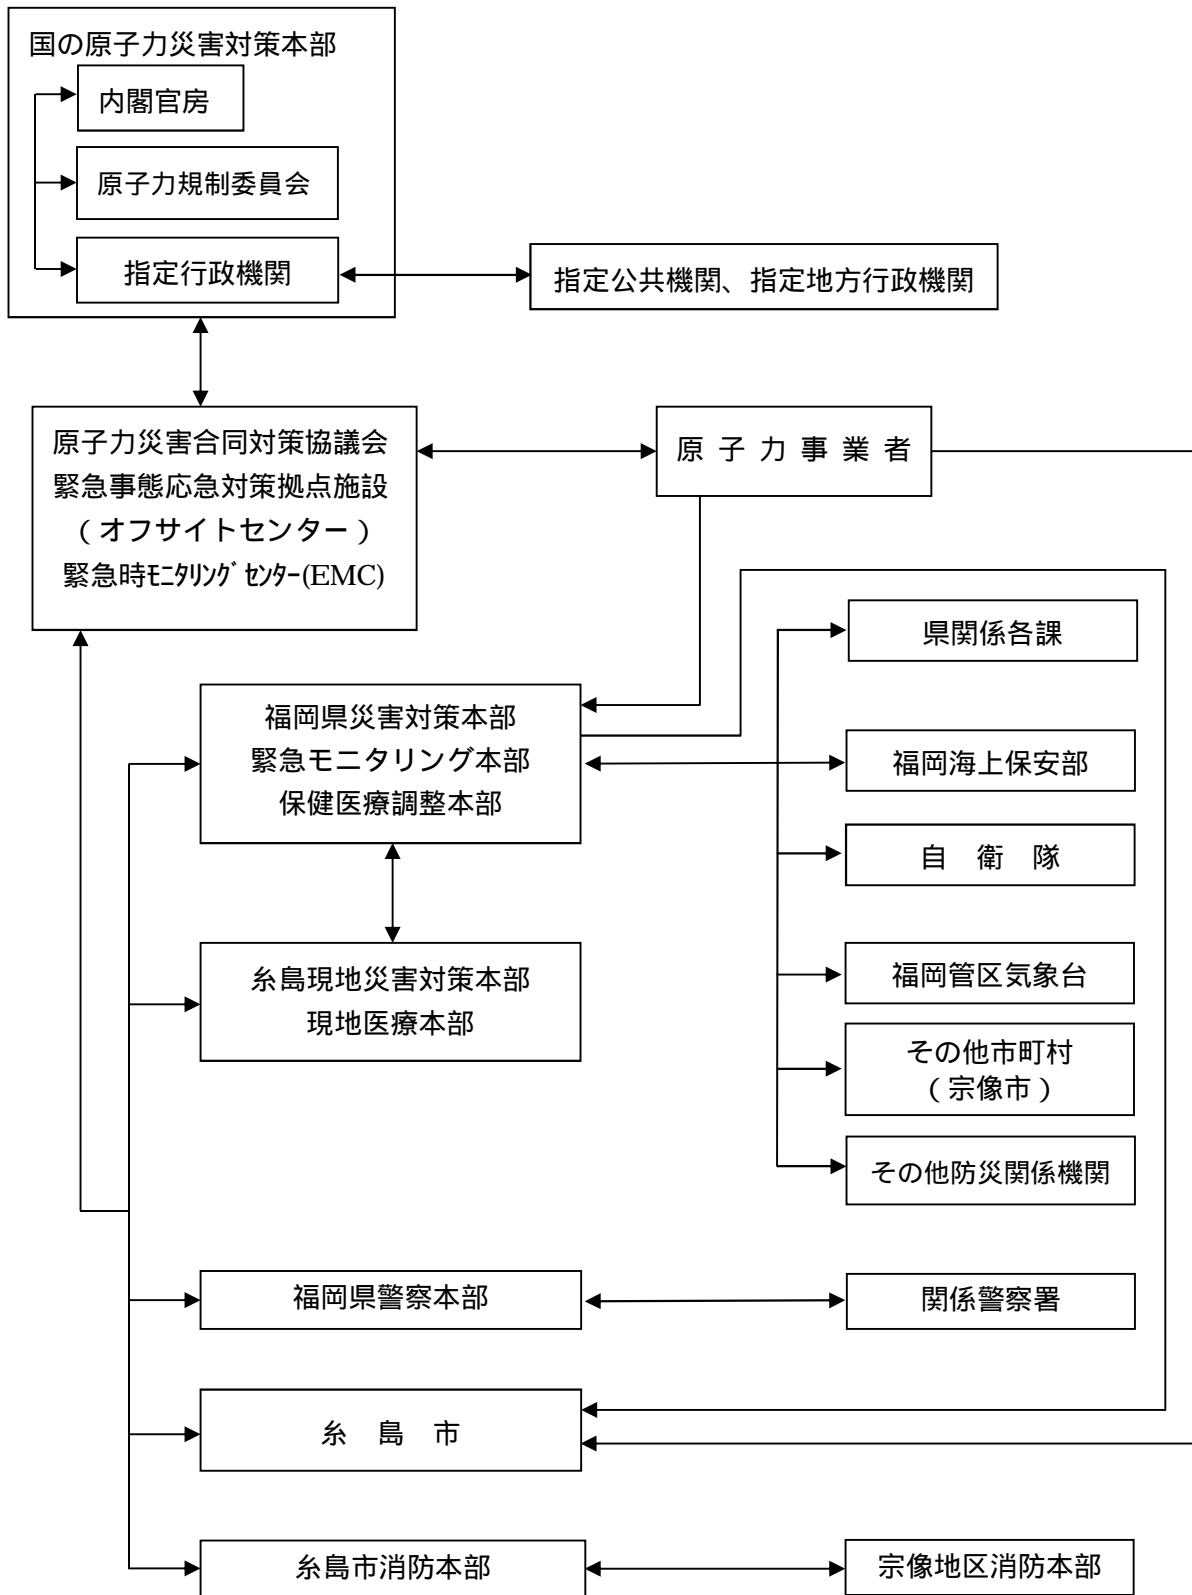 国の原子力災害対策本部
内閣官房
原子力規制委員会
指定行政機関
指定公共機関、指定地方行政機関
原子力災害合同対策協議会
緊急事態応急対策拠点施設
（オフサイトセンター）
緊急時ﾓﾆﾀﾘﾝｸﾞｾﾝﾀｰ(EMC)
原子力事業者
県関係各課
福岡県災害対策本部
緊急モニタリング本部
保健医療調整本部
福岡海上保安部
自衛隊
糸島現地災害対策本部
現地医療本部
福岡管区気象台
その他市町村
（宗像市）
その他防災関係機関
福岡県警察本部
関係警察署
糸島市
糸島市消防本部
宗像地区消防本部